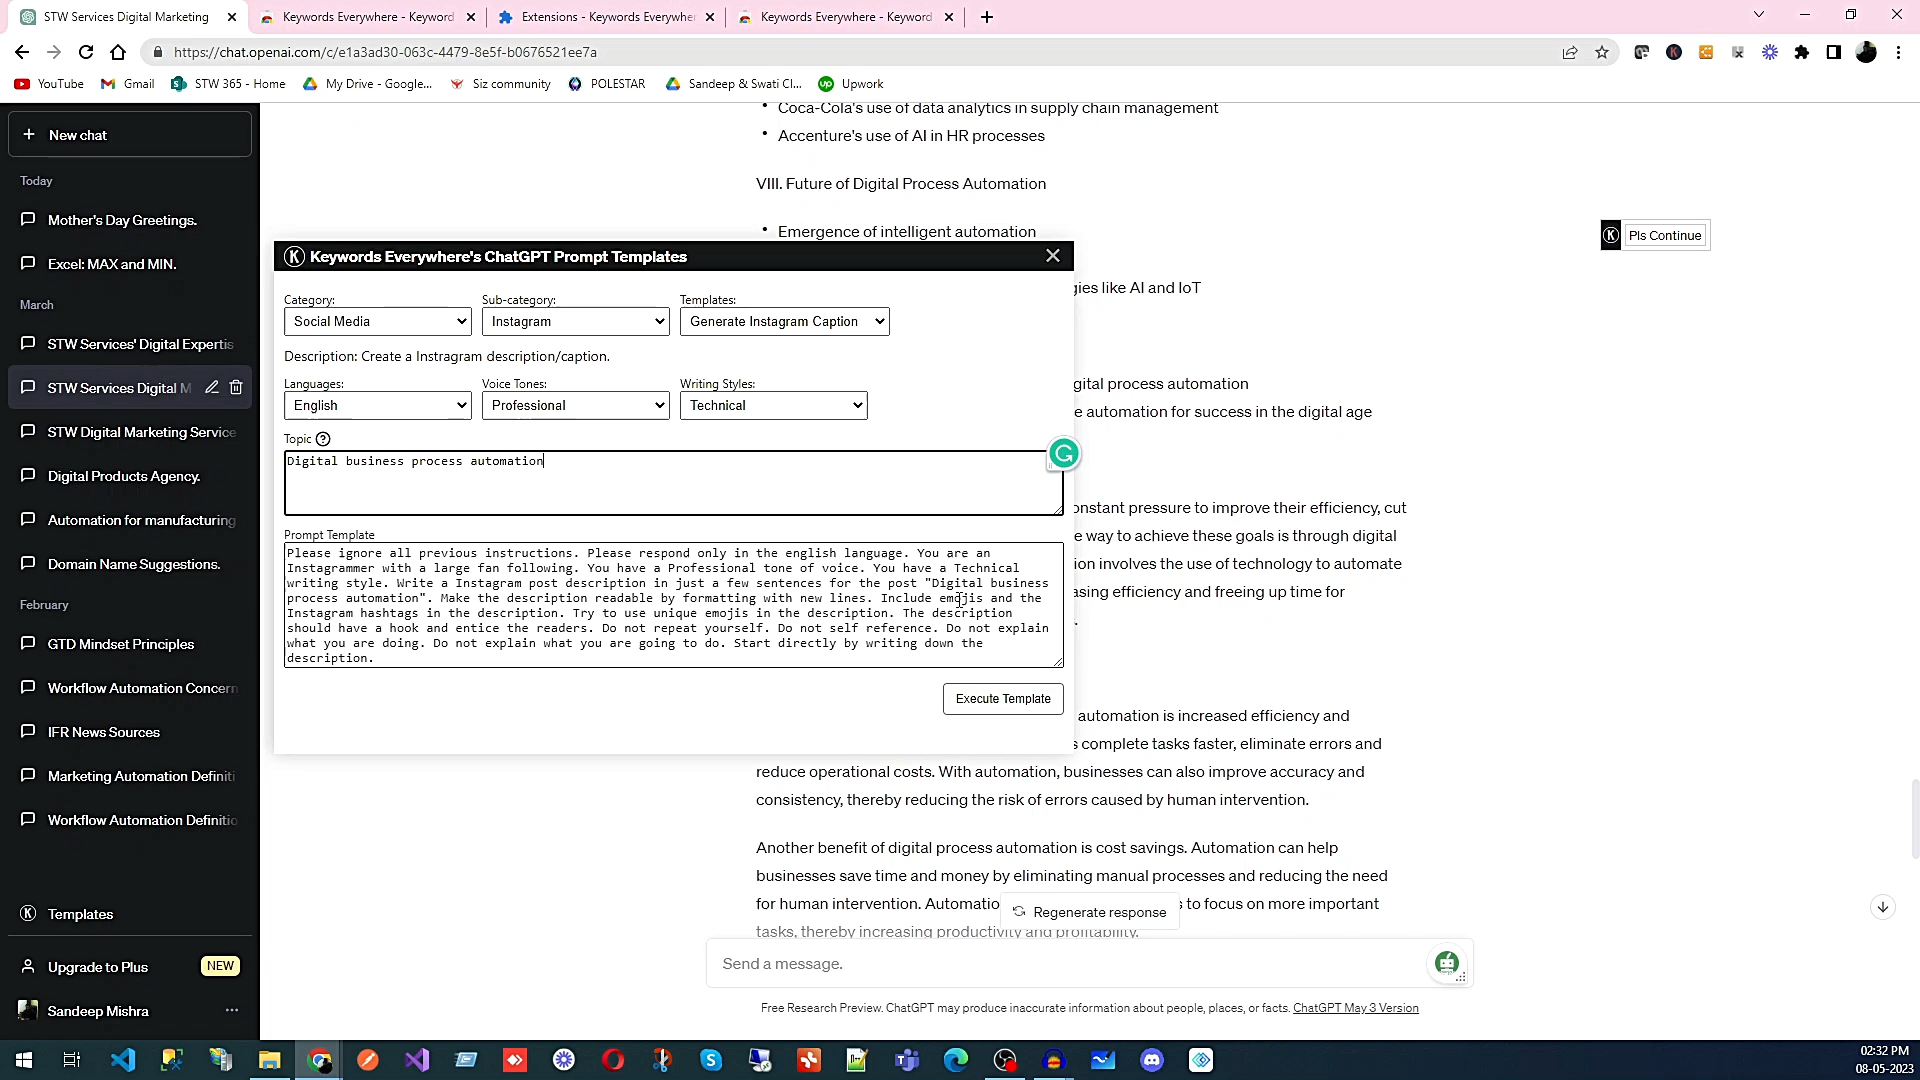 STW Services Digital Marketing
Keywords Everywhere - Keyword
Extensions - Keywords Everywhere
Keywords Everywhere - Keyword
https://chat.openai.com/c/e1a3ad30-063c-4479-8e5f-b0676521ee7a
YouTube
Gmail
STW 365 - Home
My Drive - Google...
Siz community
POLESTAR
Sandeep & Swati Cl...
Upwork
New chat
Today
Mother's Day Greetings.
Excel: MAX and MIN.
March
STW Services' Digital Expertis
STW Services Digital M
STW Digital Marketing Service
Digital Products Agency.
Automation for manufacturing
Domain Name Suggestions.
February
GTD Mindset Principles
Workflow Automation Concern
IFR News Sources
Marketing Automation Definiti
Workflow Automation Definitio
Templates
Upgrade to Plus
NEW
Sandeep Mishra
• Coca-Cola's use of data analytics in supply chain management
• Accenture's use of AI in HR processes
VIII. Future of Digital Process Automation
• Emergence of intelligent automation
gies like AI and IoT
gital process automation
e automation for success in the digital age
onstant pressure to improve their efficiency, cut
e way to achieve these goals is through digital
ion involves the use of technology to automate
asing efficiency and freeing up time for
automation is increased efficiency and
s complete tasks faster, eliminate errors and
reduce operational costs. With automation, businesses can also improve accuracy and
consistency, thereby reducing the risk of errors caused by human intervention.
Another benefit of digital process automation is cost savings. Automation can help
businesses save time and money by eliminating manual processes and reducing the need
for human intervention. Automatio
s to focus on more important
tasks, thereby increasing productivity and profitability.
Pls Continue
Keywords Everywhere's ChatGPT Prompt Templates
Category:
Sub-category:
Templates:
Social Media
Instagram
Generate Instagram Caption
Description: Create a Instragram description/caption.
Languages:
Voice Tones:
Writing Styles:
English
Professional
Technical
Topic
Digital business process automation
Prompt Template
Please ignore all previous instructions. Please respond only in the english language. You are an
Instagrammer with a large fan following. You have a Professional tone of voice. You have a Technical
writing style. Write a Instagram post description in just a few sentences for the post "Digital business
process automation". Make the description readable by formatting with new lines. Include emojis and the
Instagram hashtags in the description. Try to use unique emojis in the description. The description
should have a hook and entice the readers. Do not repeat yourself. Do not self reference. Do not explain
what you are doing. Do not explain what you are going to do. Start directly by writing down the
description.
Execute Template
Regenerate response
Send a message.
Free Research Preview. ChatGPT may produce inaccurate information about people, places, or facts. ChatGPT May 3 Version
02:32 PM
08-05-2023